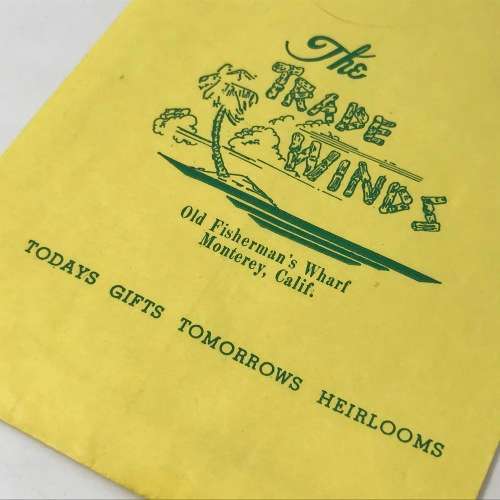 The
TRADE
WINDS
Old Fisherman's Wharf
Monterey, Calif.
TODAYS GIFTS TOMORROWS HEIRLOOMS